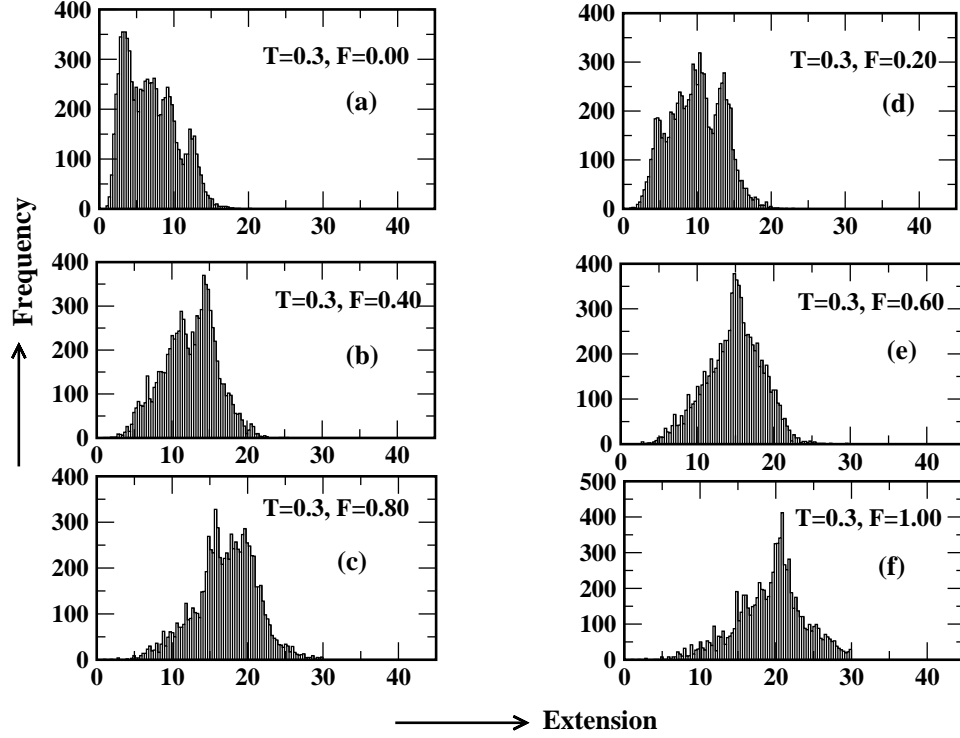 400
300
200
100
0
T=0.3, F=0.00
(a)
0 10 20 30 40
400
300
200
100
0
T=0.3, F=0.20
(d)
0 10 20 30 40
Frequency
400
300
200
100
0
T=0.3, F=0.40
(b)
0 10 20 30 40
400
300
200
100
0
T=0.3, F=0.60
(e)
0 10 20 30 40
400
300
200
100
0
T=0.3, F=0.80
(c)
0 10 20 30 40
500
400
300
200
100
0
T=0.3, F=1.00
(f)
0 10 20 30 40
Extension